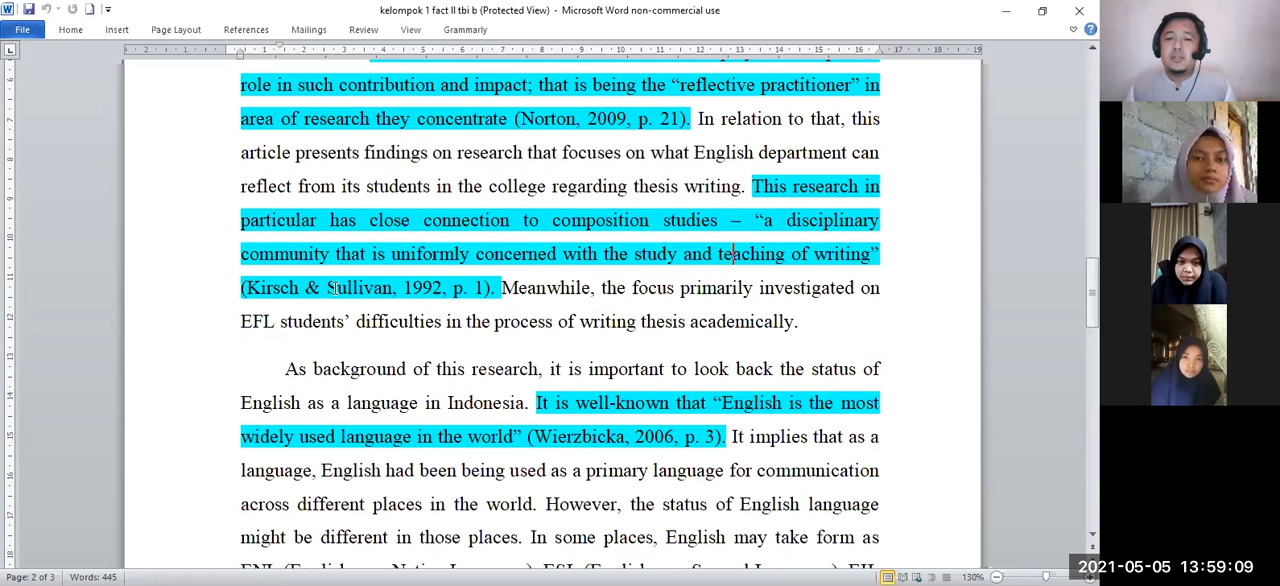 kelompok 1 fact II tbi b (Protected View) - Microsoft Word non-commercial use
File Home Insert Page Layout References Mailings Review View Grammarly
role in such contribution and impact; that is being the “reflective practitioner” in
area of research they concentrate (Norton, 2009, p. 21). In relation to that, this
article presents findings on research that focuses on what English department can
reflect from its students in the college regarding thesis writing. This research in
particular has close connection to composition studies – “a disciplinary
community that is uniformly concerned with the study and teaching of writing”
(Kirsch & Sullivan, 1992, p. 1). Meanwhile, the focus primarily investigated on
EFL students’ difficulties in the process of writing thesis academically.
As background of this research, it is important to look back the status of
English as a language in Indonesia. It is well-known that “English is the most
widely used language in the world” (Wierzbicka, 2006, p. 3). It implies that as a
language, English had been being used as a primary language for communication
across different places in the world. However, the status of English language
might be different in those places. In some places, English may take form as
Page: 2 of 3 Words: 445 130%
2021-05-05 13:59:09